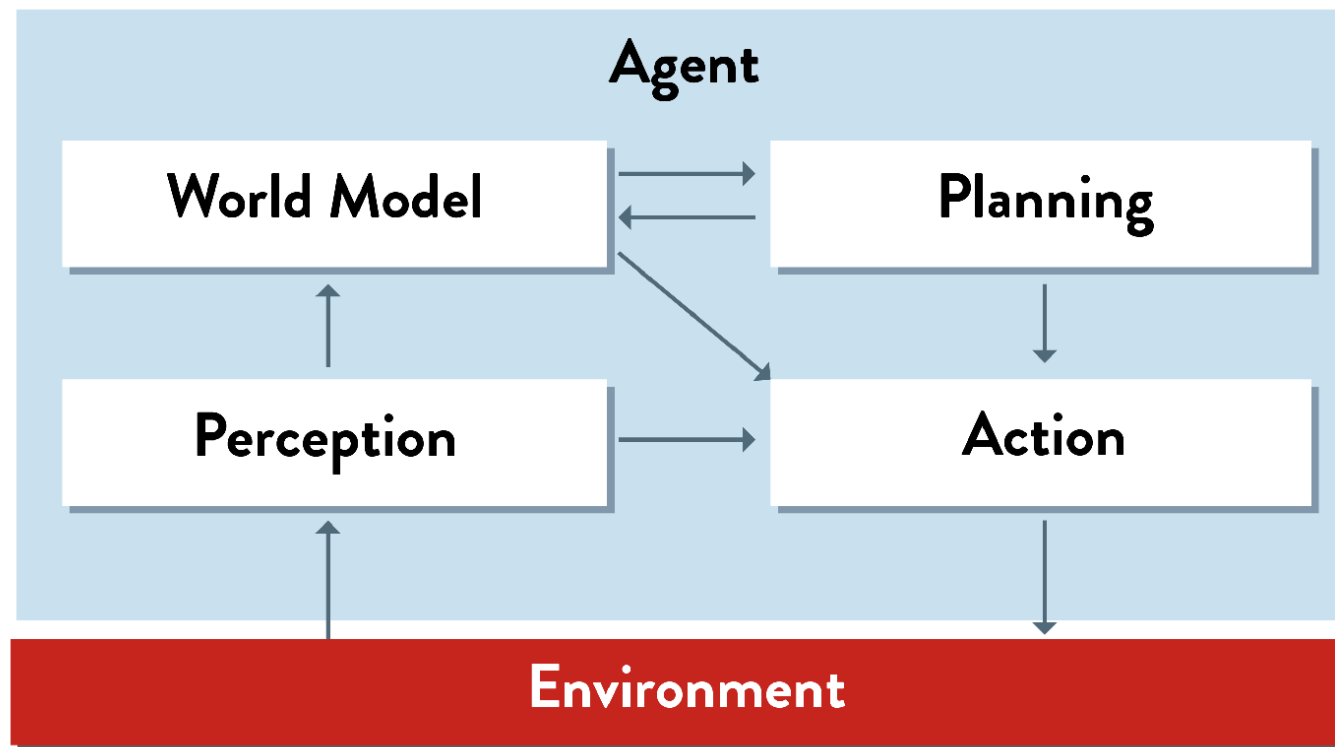 Agent
World Model
Planning
Perception
Action
Environment